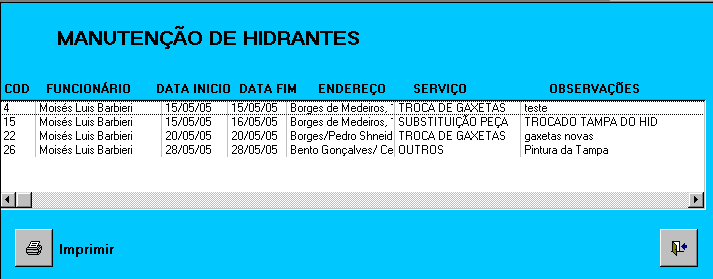 MANUTENÇÃO DE HIDRANTES
COD FUNCIONÁRIO DATA INICIO DATA FIM ENDEREÇO SERVIÇO OBSERVAÇÕES
4 Moisés Luis Barbieri 15/05/05 15/05/05 Borges de Medeiros, TROCA DE GAXETAS teste
15 Moisés Luis Barbieri 15/05/05 16/05/05 Borges de Medeiros, SUBSTITUIÇÃO PEÇA TROCADO TAMPA DO HID
22 Moisés Luis Barbieri 20/05/05 20/05/05 Borges/Pedro Shneid TROCA DE GAXETAS gaxetas novas
26 Moisés Luis Barbieri 28/05/05 28/05/05 Bento Gonçalves/ Ce OUTROS Pintura da Tampa
Imprimir